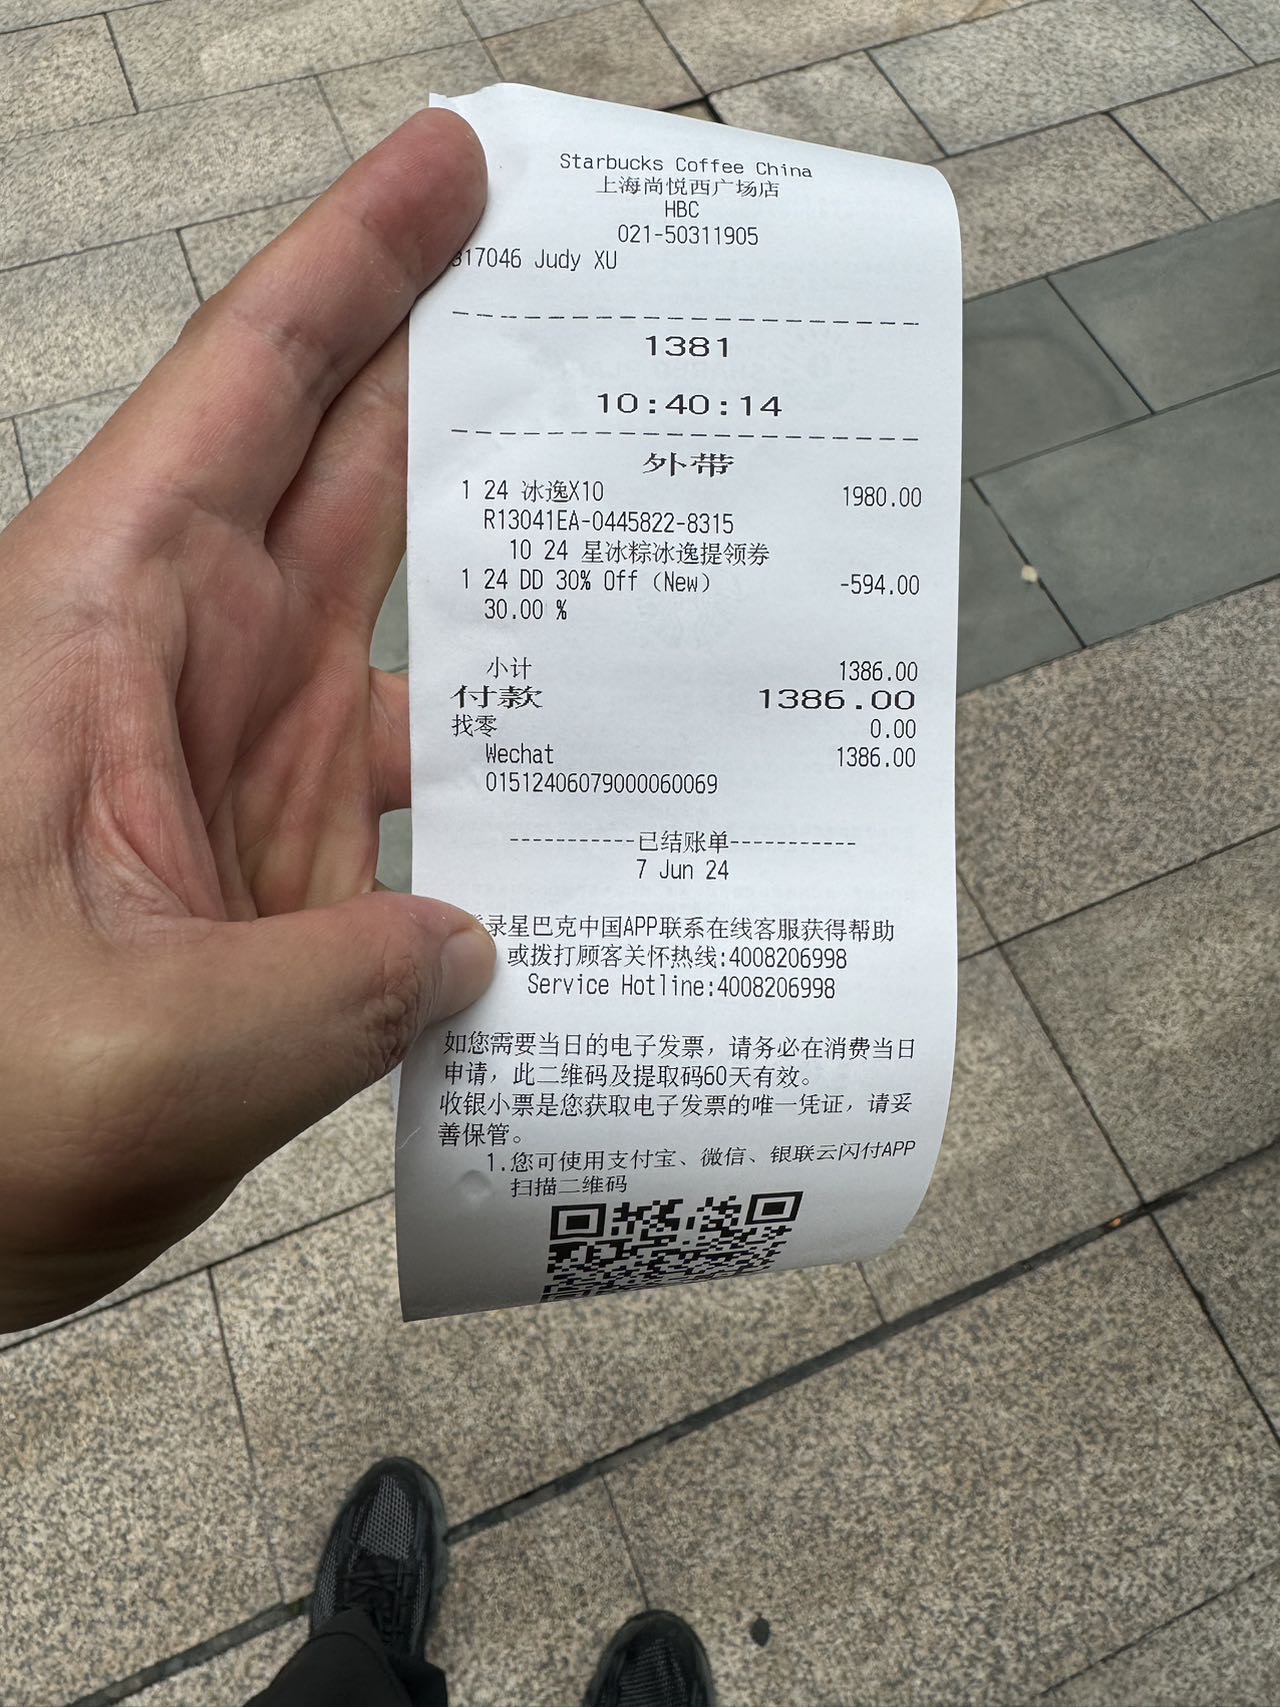 Starbucks Coffee China
上海尚悦西广场店
HBC
021-50311905
317046 Judy XU
1381
10:40:14
外带
1 24 冰逸X10 1980.00
R13041EA-0445822-8315
10 24 星冰粽冰逸提领券
1 24 DD 30% Off (New) -594.00
30.00 %
小计 1386.00
付款 1386.00
找零 0.00
Wechat 1386.00
01512406079000060069
-----------已结账单-----------
7 Jun 24
录星巴克中国APP联系在线客服获得帮助
或拨打顾客关怀热线:4008206998
Service Hotline:4008206998
如您需要当日的电子发票，请务必在消费当日
申请，此二维码及提取码60天有效。
收银小票是您获取电子发票的唯一凭证，请妥
善保管。
1.您可使用支付宝、微信、银联云闪付APP
扫描二维码